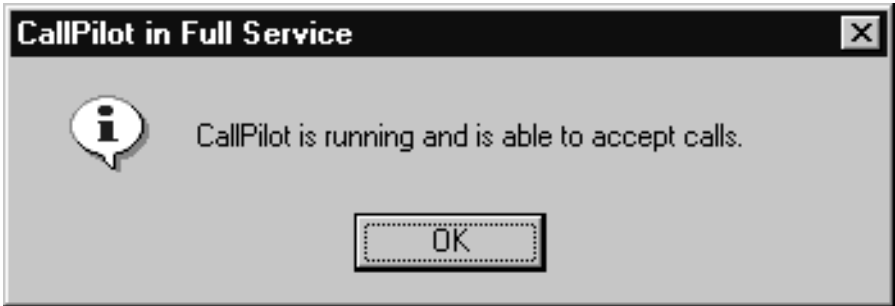 CallPilot in Full Service
CallPilot is running and is able to accept calls.
OK